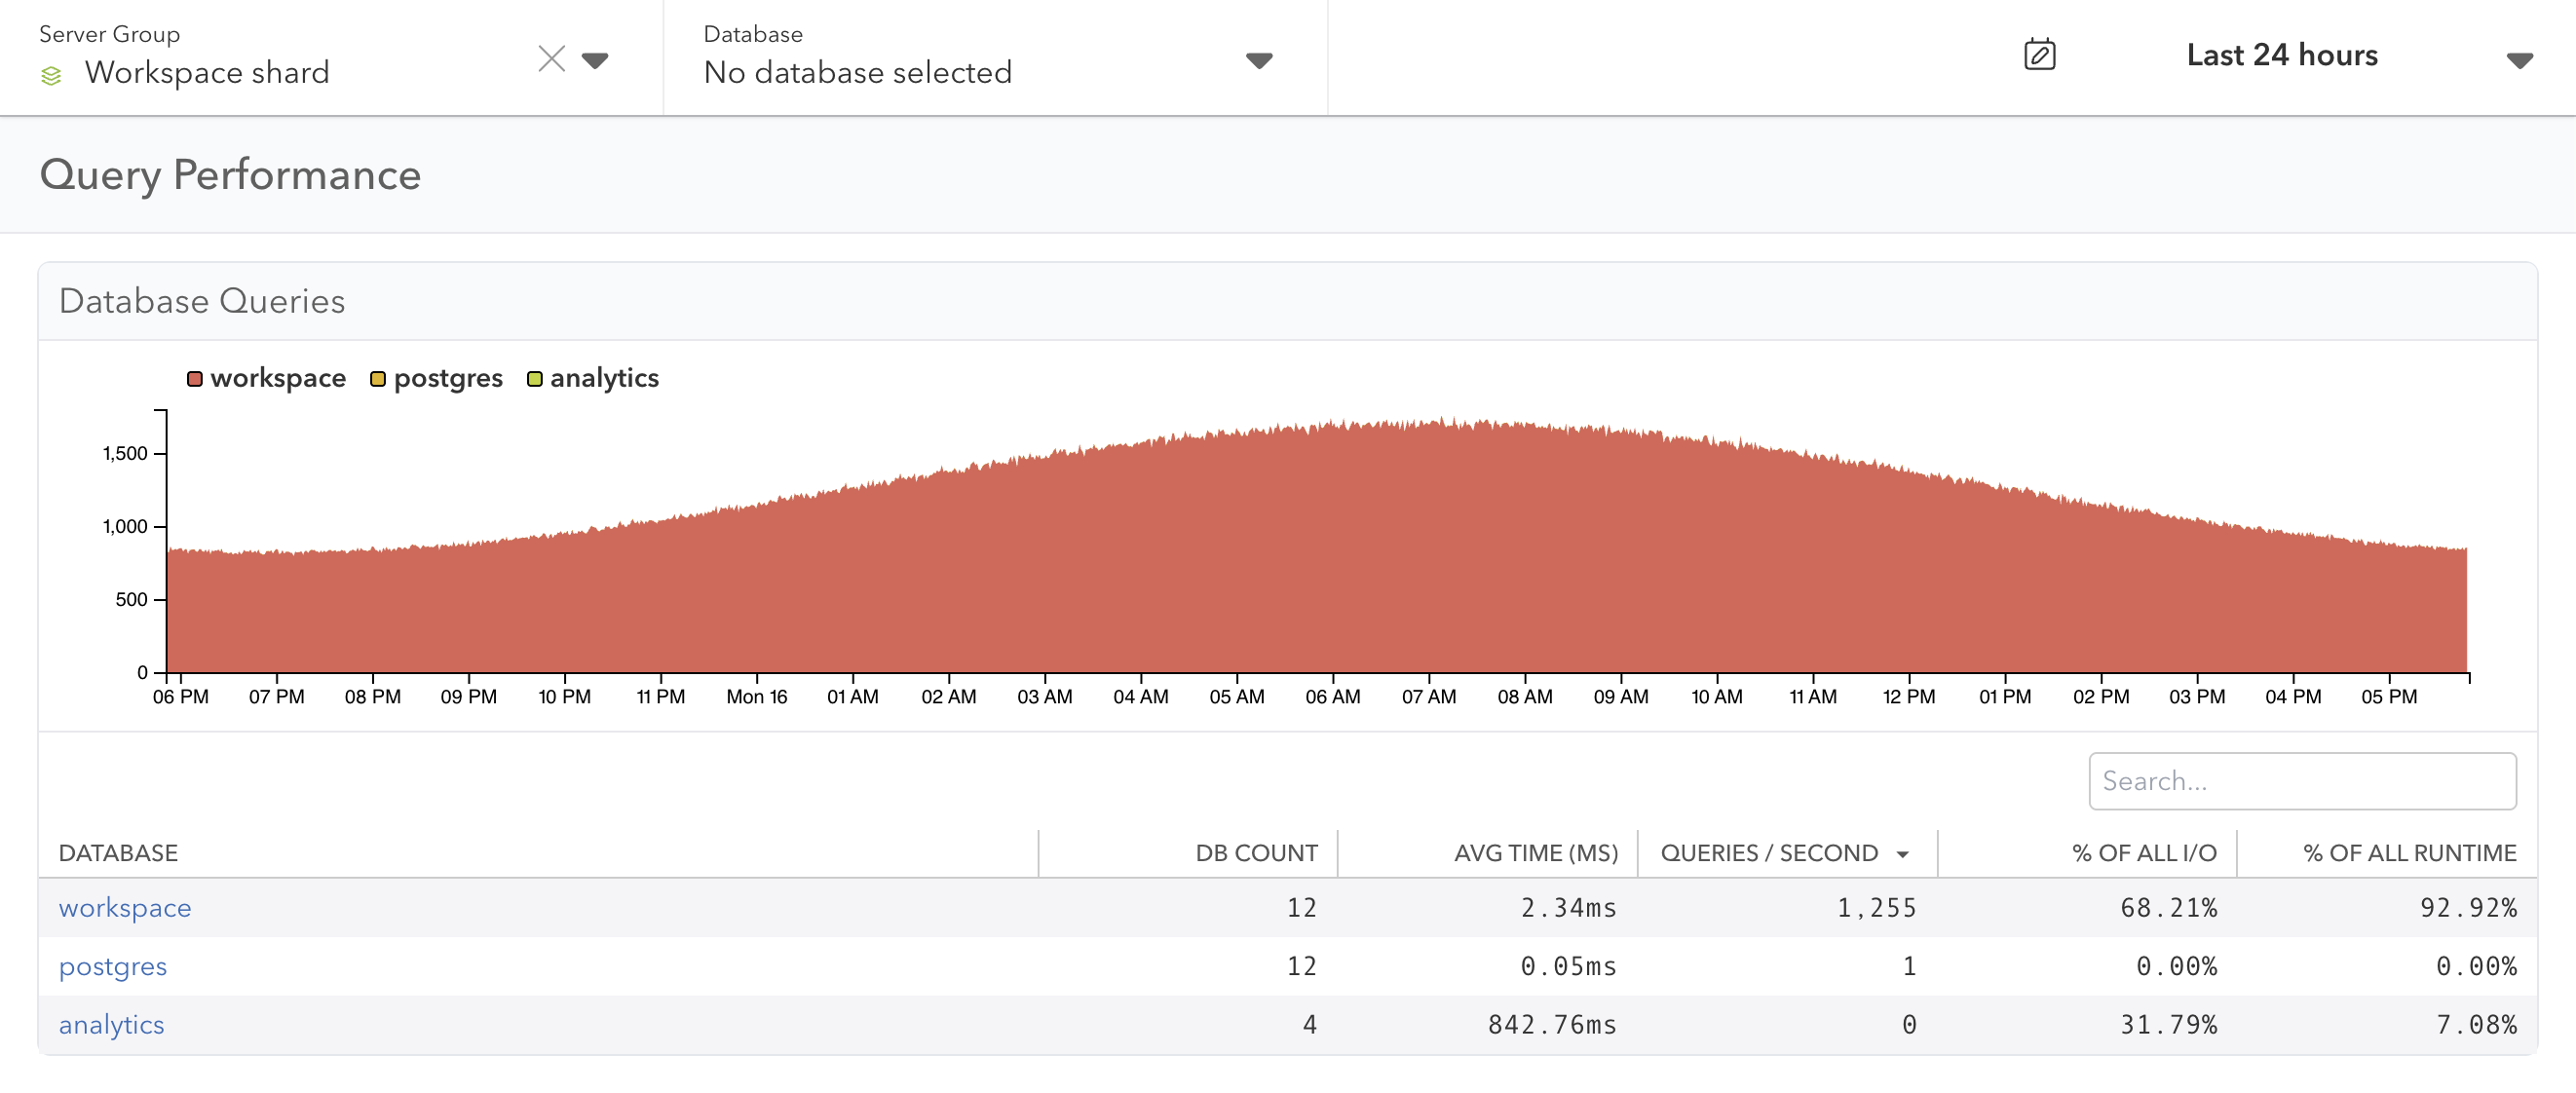 Server Group
Workspace shard
Database
No database selected
Last 24 hours
Query Performance
Database Queries
workspace postgres analytics
1,500
1,000
500
0
06 PM 07 PM 08 PM 09 PM 10 PM 11 PM Mon 16 01 AM 02 AM 03 AM 04 AM 05 AM 06 AM 07 AM 08 AM 09 AM 10 AM 11 AM 12 PM 01 PM 02 PM 03 PM 04 PM 05 PM
Search...
DATABASE DB COUNT AVG TIME (MS) QUERIES / SECOND % OF ALL I/O % OF ALL RUNTIME
workspace 12 2.34ms 1,255 68.21% 92.92%
postgres 12 0.05ms 1 0.00% 0.00%
analytics 4 842.76ms 0 31.79% 7.08%